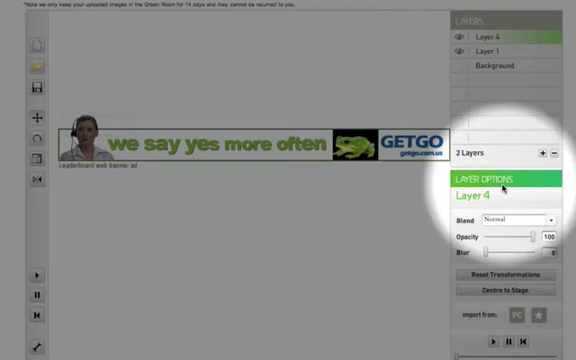 *Note we only keep your uploaded images in the Green Room for 14 days and they cannot be returned to you.
LAYERS
Layer 4
Layer 1
Background
we say yes more often
GETGO
getgo.com.au
Leaderboard web banner ad
2 Layers
LAYER OPTIONS
Layer 4
Blend
Normal
Opacity
100
Blur
0
Reset Transformations
Centre to Stage
Import from:
PC